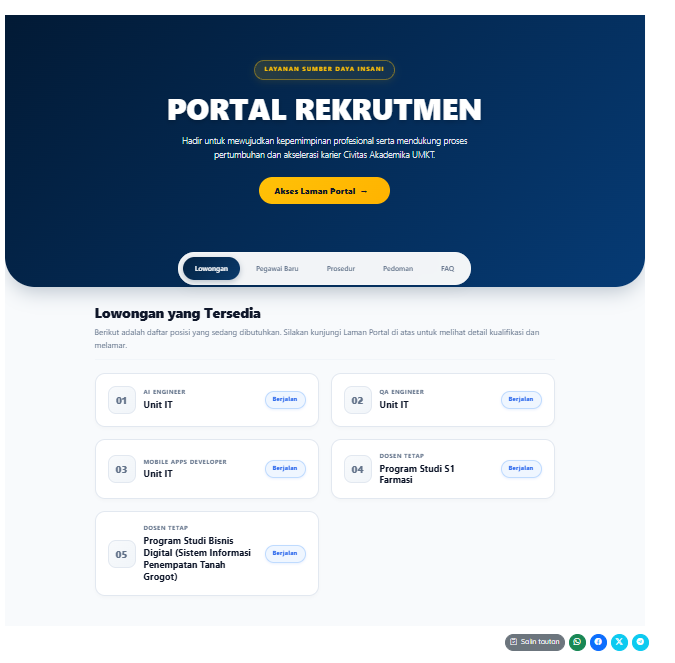 LAYANAN SUMBER DAYA INSANI
PORTAL REKRUTMEN
Hadir untuk mewujudkan kepemimpinan profesional serta mendukung proses
pertumbuhan dan akselerasi karier Civitas Akademika UMKT.
Akses Laman Portal →
Lowongan
Pegawai Baru
Prosedur
Pedoman
FAQ
Lowongan yang Tersedia
Berikut adalah daftar posisi yang sedang dibutuhkan. Silakan kunjungi Laman Portal di atas untuk melihat detail kualifikasi dan
melamar.
01
AI ENGINEER
Unit IT
Berjalan
02
QA ENGINEER
Unit IT
Berjalan
03
MOBILE APPS DEVELOPER
Unit IT
Berjalan
04
DOSEN TETAP
Program Studi S1
Farmasi
Berjalan
05
DOSEN TETAP
Program Studi Bisnis
Digital (Sistem Informasi
Penempatan Tanah
Grogot)
Berjalan
Salin tautan